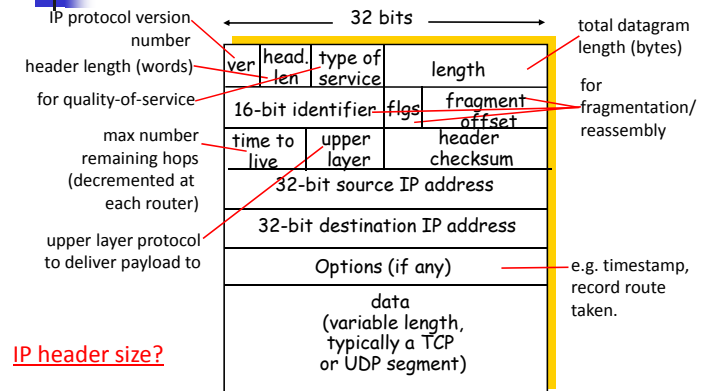 IP protocol version
number
header length (words)
for quality-of-service
max number
remaining hops
(decremented at
each router)
upper layer protocol
to deliver payload to
IP header size?
32 bits
ver
head.
len
type of
service
length
16-bit identifier
flgs
fragment
offset
time to
live
upper
layer
header
checksum
32-bit source IP address
32-bit destination IP address
Options (if any)
data
(variable length,
typically a TCP
or UDP segment)
total datagram
length (bytes)
for
fragmentation/
reassembly
e.g. timestamp,
record route
taken.